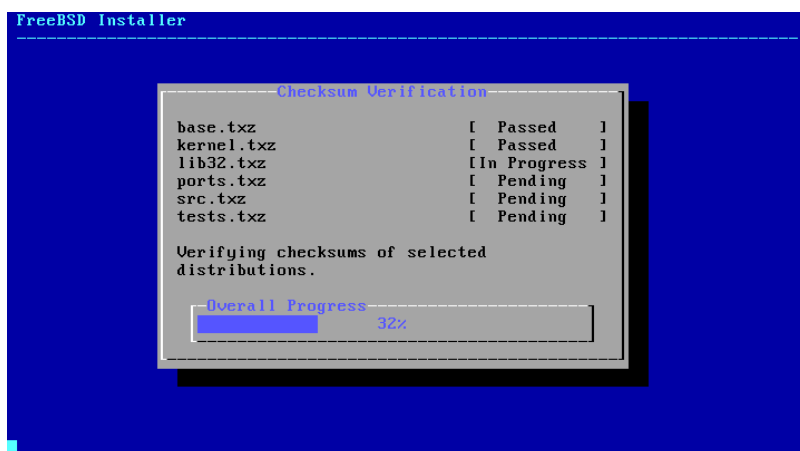 FreeBSD Installer
Checksum Verification
base.txz [ Passed ]
kernel.txz [ Passed ]
lib32.txz [In Progress ]
ports.txz [ Pending ]
src.txz [ Pending ]
tests.txz [ Pending ]
Verifying checksums of selected
distributions.
Overall Progress
32%